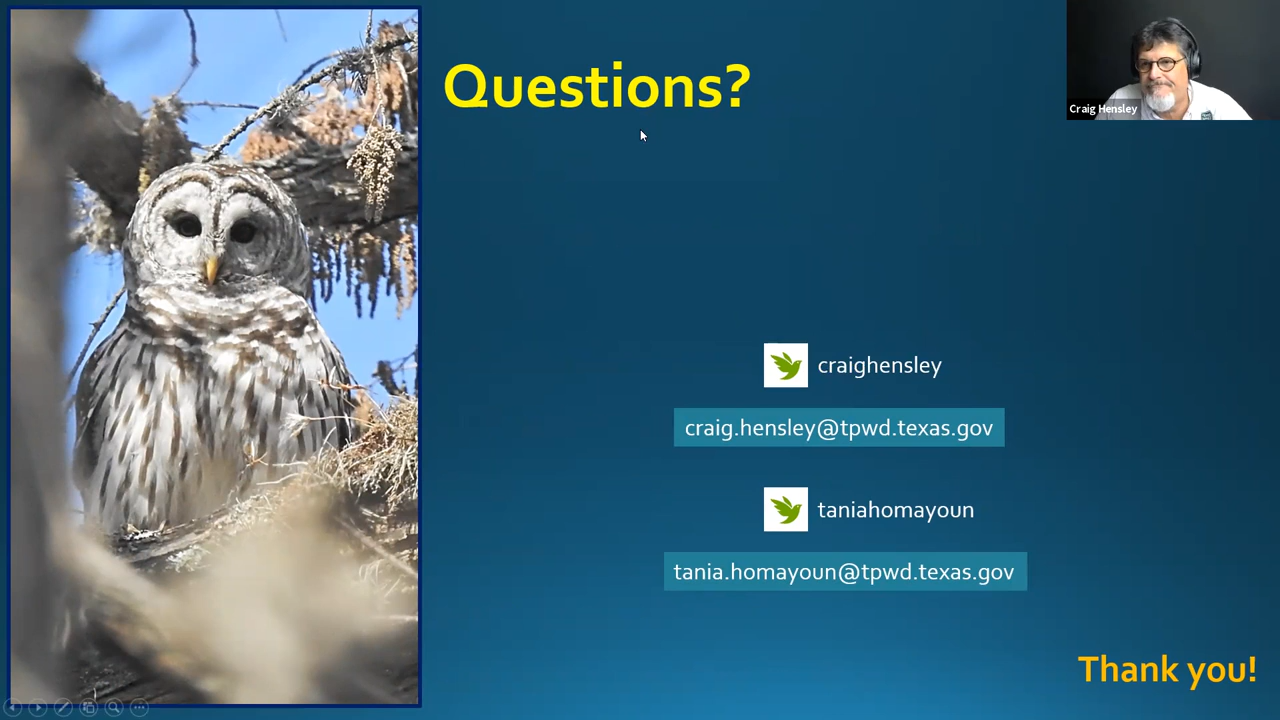 Questions?
Craig Hensley
craighensley
craig.hensley@tpwd.texas.gov
taniahomayoun
tania.homayoun@tpwd.texas.gov
Thank you!